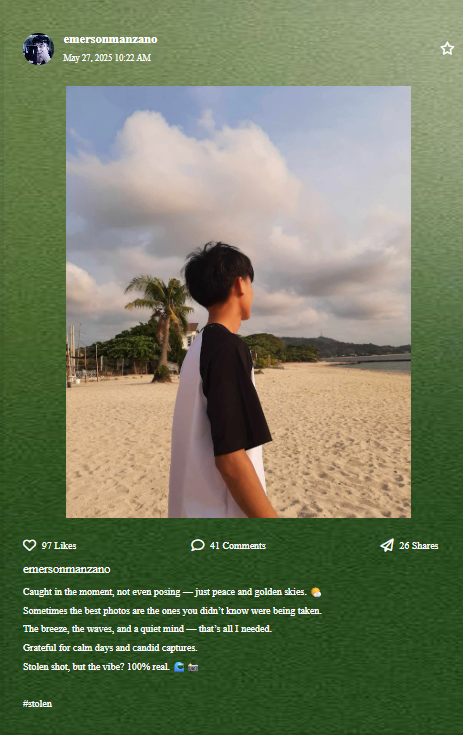 emersonmanzano
May 27, 2025 10:22 AM
97 Likes
41 Comments
26 Shares
emersonmanzano
Caught in the moment, not even posing — just peace and golden skies. 🌤️
Sometimes the best photos are the ones you didn’t know were being taken.
The breeze, the waves, and a quiet mind — that’s all I needed.
Grateful for calm days and candid captures.
Stolen shot, but the vibe? 100% real. 🌊 📸
#stolen